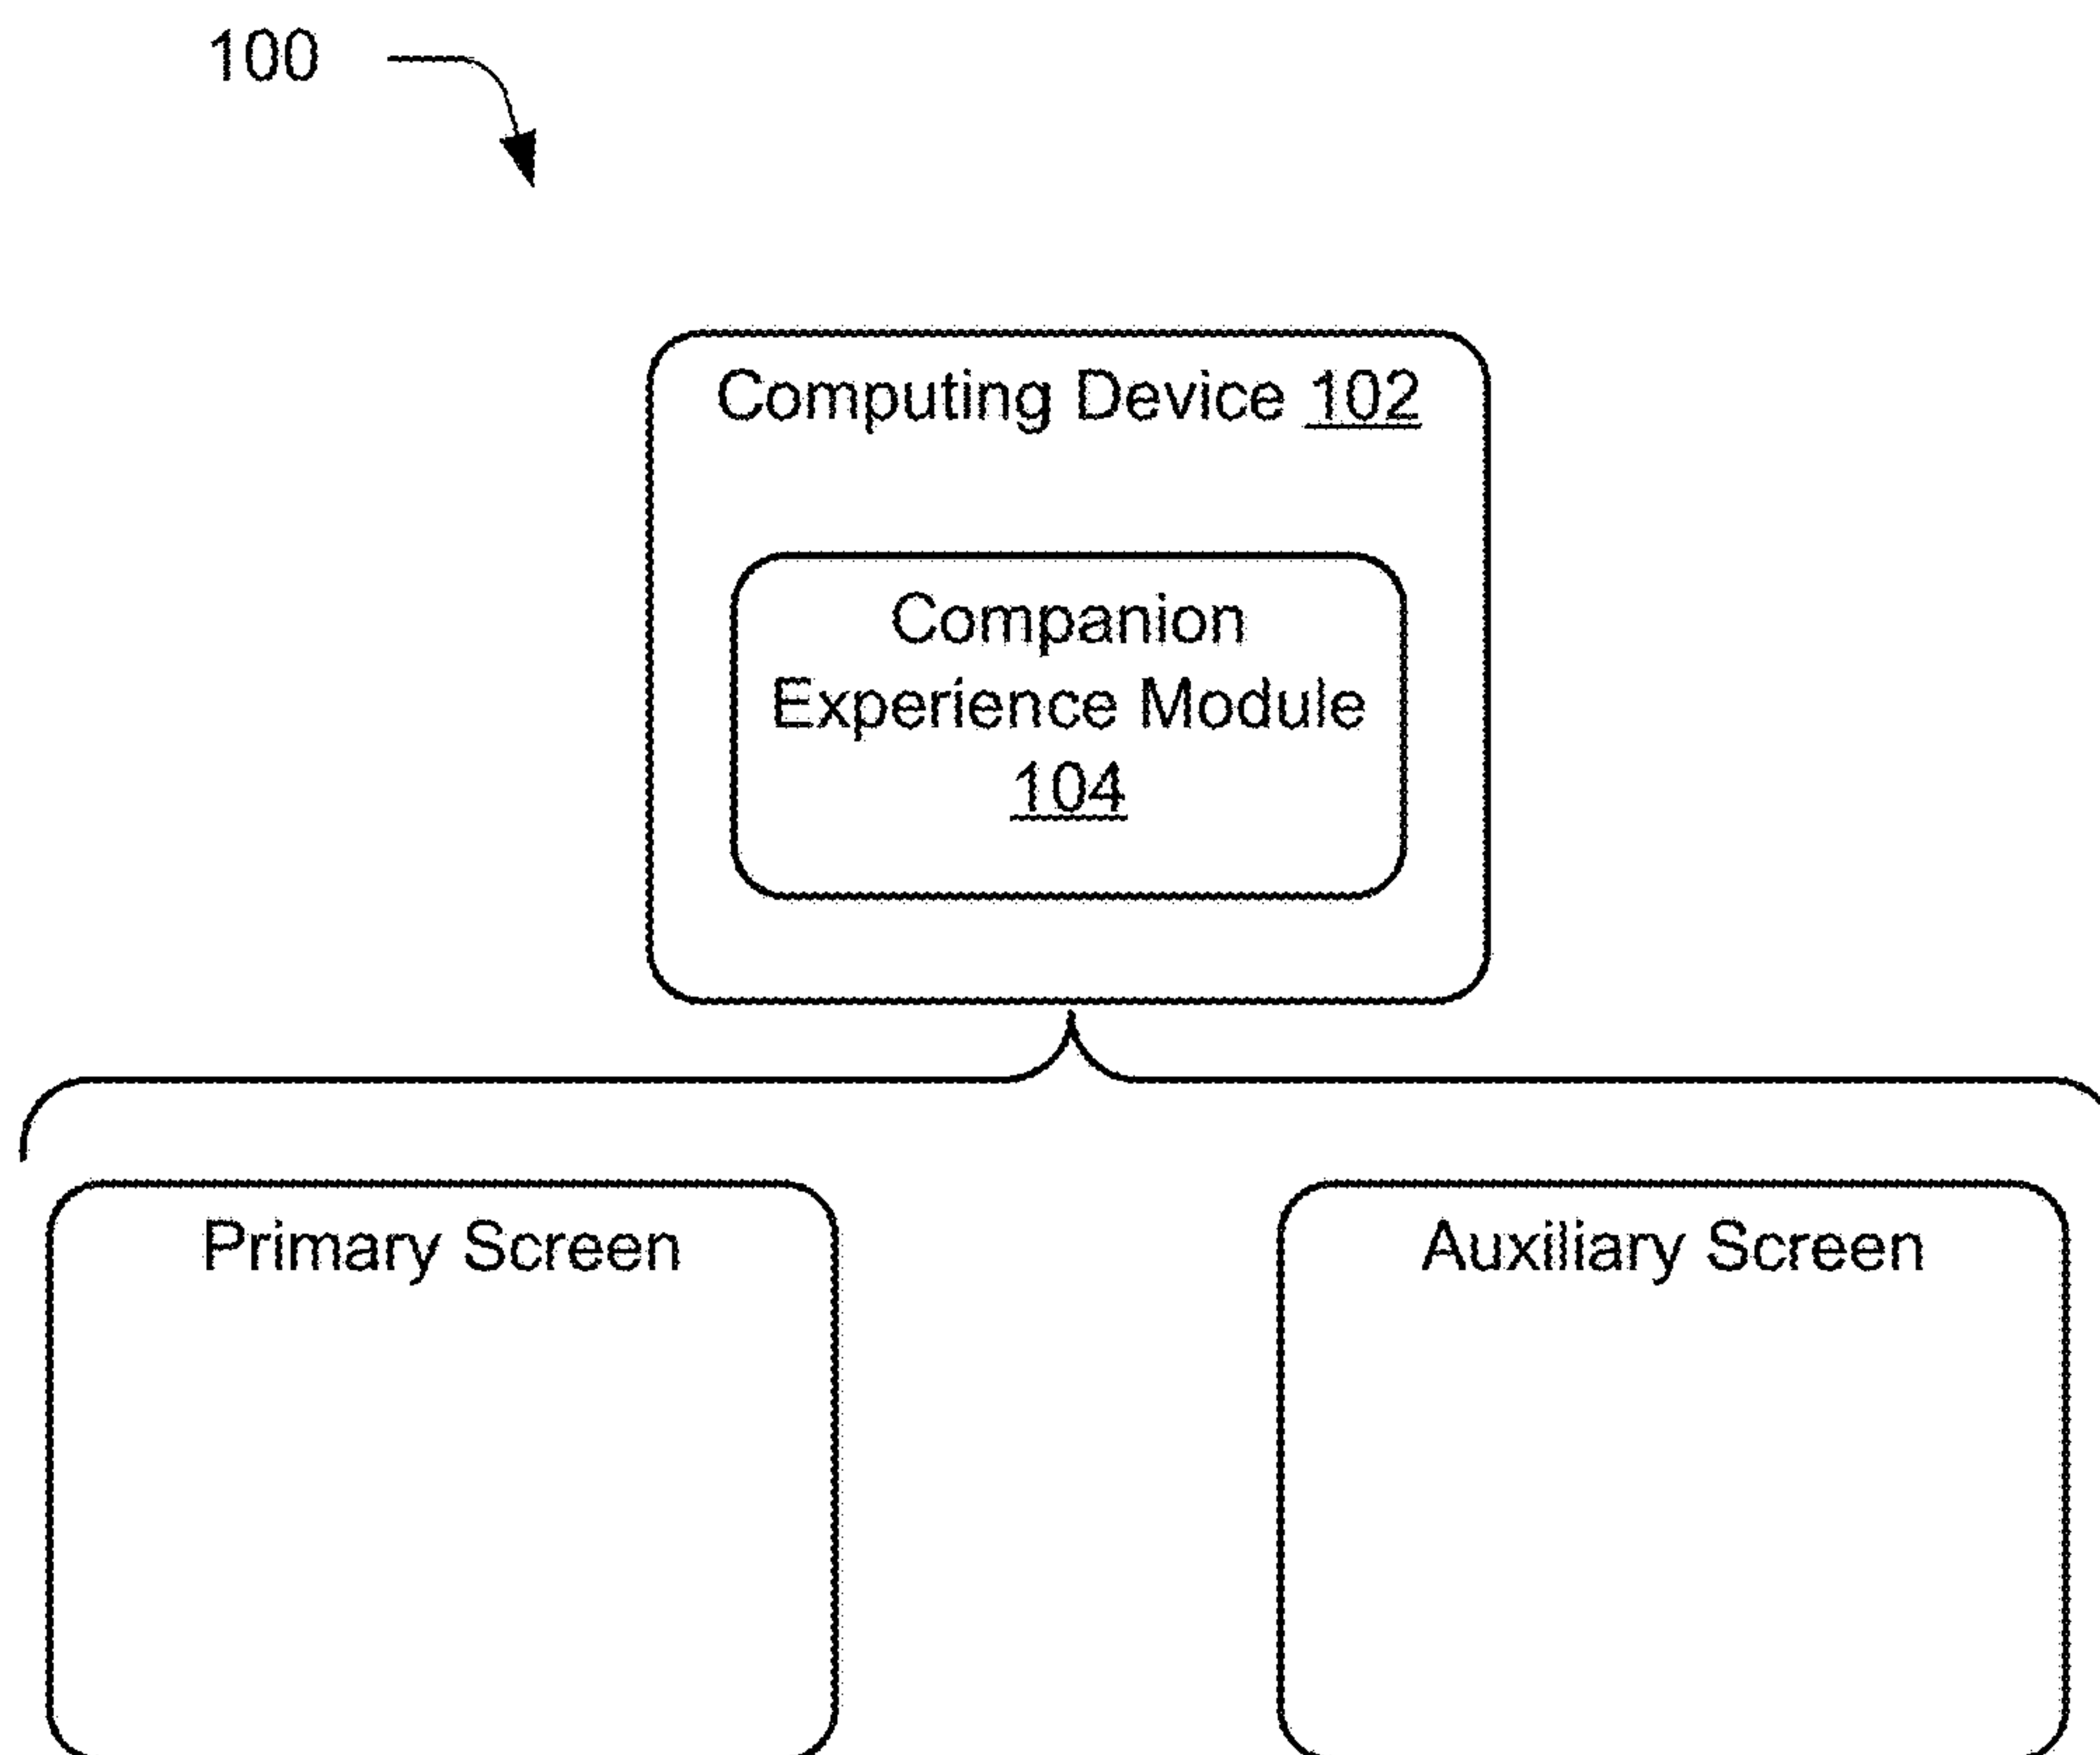 100
Computing Device 102
Companion
Experience Module
104
Primary Screen
Auxiliary Screen